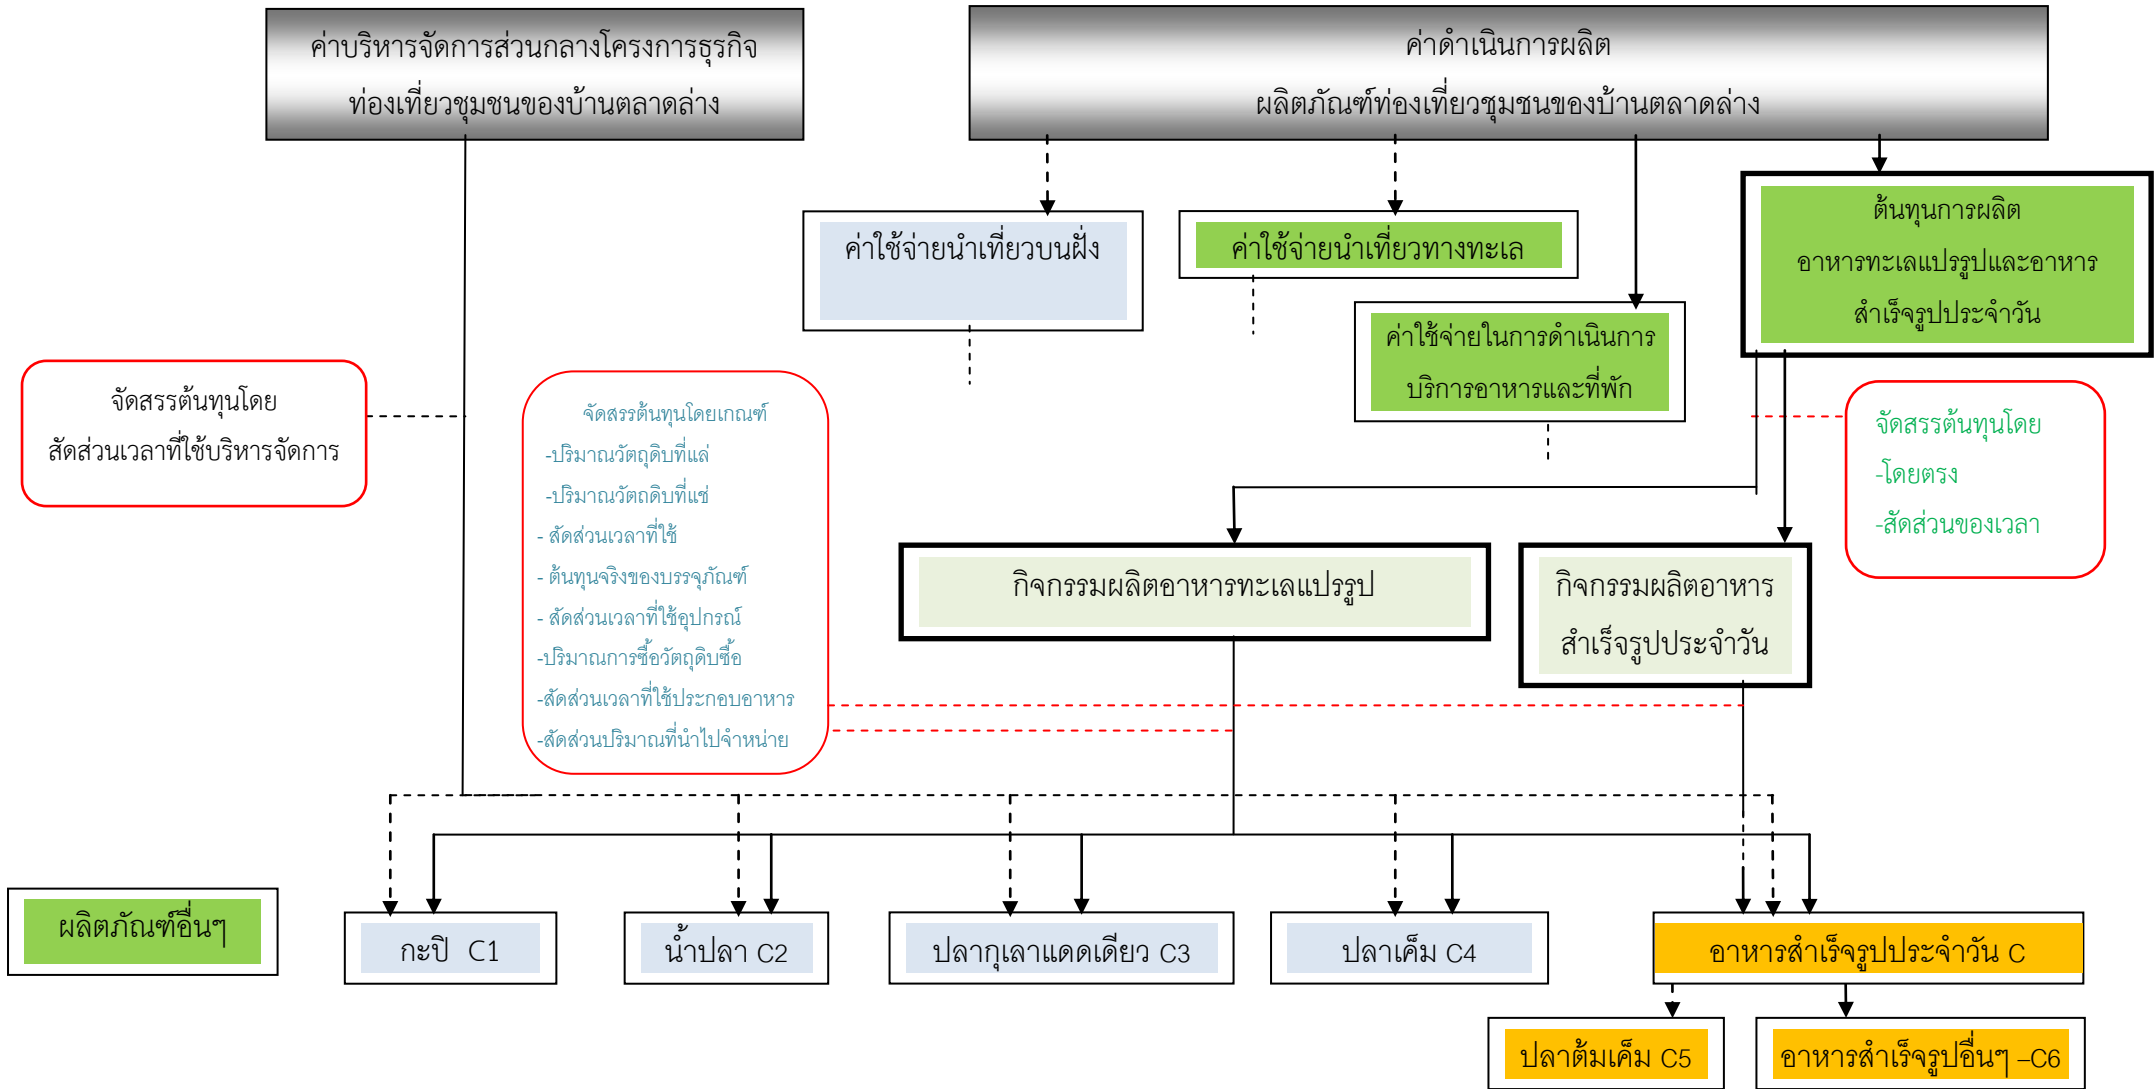 ค่าบริหารจัดการส่วนกลางโครงการธุรกิจ
ท่องเที่ยวชุมชนของบ้านตลาดล่าง
ค่าดำเนินการผลิต
ผลิตภัณฑ์ท่องเที่ยวชุมชนของบ้านตลาดล่าง
ค่าใช้จ่ายนำเที่ยวบนฝั่ง
ค่าใช้จ่ายนำเที่ยวทางทะเล
ค่าใช้จ่ายในการดำเนินการ
บริการอาหารและที่พัก
ต้นทุนการผลิต
อาหารทะเลแปรรูปและอาหาร
สำเร็จรูปประจำวัน
จัดสรรต้นทุนโดย
สัดส่วนเวลาที่ใช้บริหารจัดการ
จัดสรรต้นทุนโดยเกณฑ์
-ปริมาณวัตถุดิบที่แล่
-ปริมาณวัตถดิบที่แช่
- สัดส่วนเวลาที่ใช้
- ต้นทุนจริงของบรรจุภัณฑ์
- สัดส่วนเวลาที่ใช้อุปกรณ์
-ปริมาณการซื้อวัตถุดิบซื้อ
-สัดส่วนเวลาที่ใช้ประกอบอาหาร
-สัดส่วนปริมาณที่นำไปจำหน่าย
จัดสรรต้นทุนโดย
-โดยตรง
-สัดส่วนของเวลา
กิจกรรมผลิตอาหารทะเลแปรรูป
กิจกรรมผลิตอาหาร
สำเร็จรูปประจำวัน
ผลิตภัณฑ์อื่นๆ
กะปิ C1
น้ำปลา C2
ปลากุเลาแดดเดียว C3
ปลาเค็ม C4
อาหารสำเร็จรูปประจำวัน C
ปลาต้มเค็ม C5
อาหารสำเร็จรูปอื่นๆ –C6